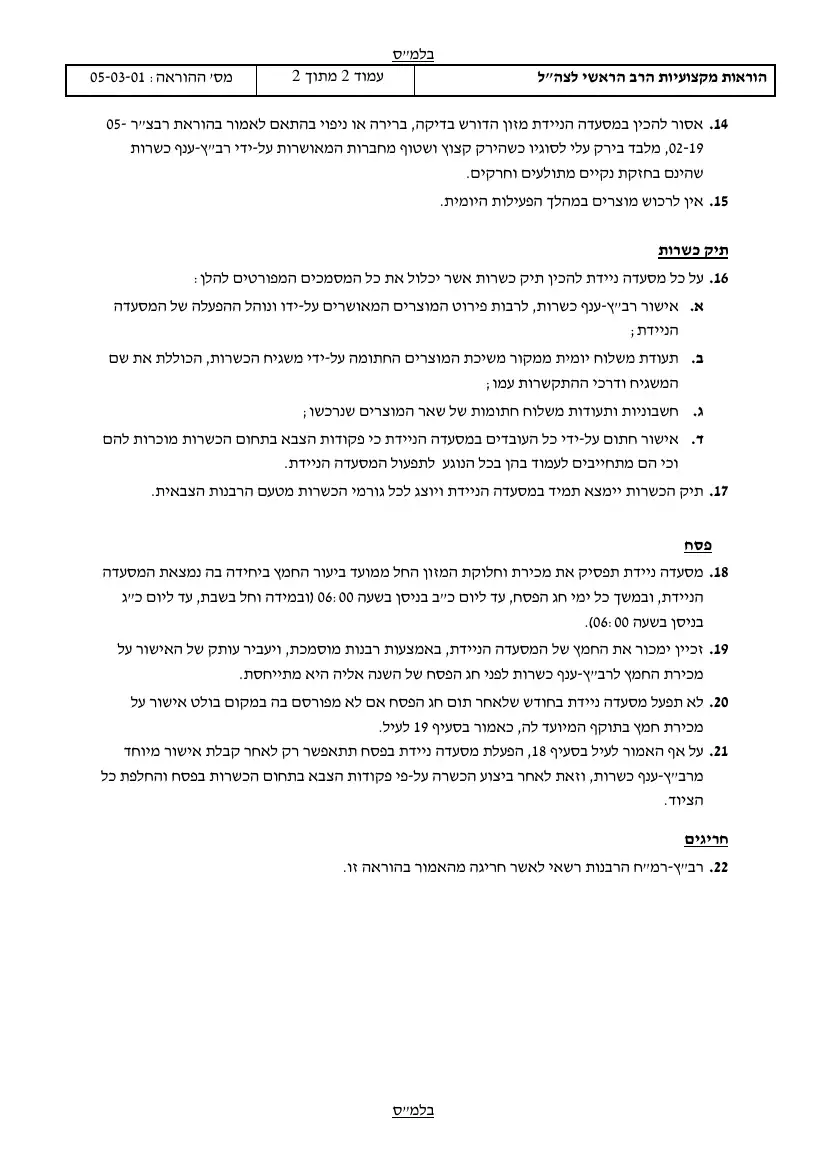 בלמ״ס
הוראות מקצועיות הרב הראשי לצה״ל עמוד 2 מתוך 2 מס׳ ההוראה: 05-03-01
14. אסור להכין במסעדה הניידת מזון הדורש בדיקה, ברירה או ניפוי בהתאם לאמור בהוראת רבצ״ר 05-
02-19, מלבד בירק עלי לסוגיו כשהירק קצוץ ושטוף מחברות המאושרות על-ידי רב״ץ-ענף כשרות
שהינם בחזקת נקיים מתולעים וחרקים.
15. אין לרכוש מוצרים במהלך הפעילות היומית.
תיק כשרות
16. על כל מסעדה ניידת להכין תיק כשרות אשר יכלול את כל המסמכים המפורטים להלן:
א. אישור רב״ץ-ענף כשרות, לרבות פירוט המוצרים המאושרים על-ידו ונוהל ההפעלה של המסעדה
הניידת;
ב. תעודת משלוח יומית ממקור משיכת המוצרים החתומה על-ידי משגיח הכשרות, הכוללת את שם
המשגיח ודרכי ההתקשרות עמו;
ג. חשבוניות ותעודות משלוח חתומות של שאר המוצרים שנרכשו;
ד. אישור חתום על-ידי כל העובדים במסעדה הניידת כי פקודות הצבא בתחום הכשרות מוכרות להם
וכי הם מתחייבים לעמוד בהן בכל הנוגע לתפעול המסעדה הניידת.
17. תיק הכשרות יימצא תמיד במסעדה הניידת ויוצג לכל גורמי הכשרות מטעם הרבנות הצבאית.
פסח
18. מסעדה ניידת תפסיק את מכירת וחלוקת המזון החל ממועד ביעור החמץ ביחידה בה נמצאת המסעדה
הניידת, ובמשך כל ימי חג הפסח, עד ליום כ״ב בניסן בשעה 06:00 (ובמידה וחל בשבת, עד ליום כ״ג
בניסן בשעה 06:00).
19. זכיין ימכור את החמץ של המסעדה הניידת, באמצעות רבנות מוסמכת, ויעביר עותק של האישור על
מכירת החמץ לרב״ץ-ענף כשרות לפני חג הפסח של השנה אליה היא מתייחסת.
20. לא תפעל מסעדה ניידת בחודש שלאחר תום חג הפסח אם לא מפורסם בה במקום בולט אישור על
מכירת חמץ בתוקף המיועד לה, כאמור בסעיף 19 לעיל.
21. על אף האמור לעיל בסעיף 18, הפעלת מסעדה ניידת בפסח תתאפשר רק לאחר קבלת אישור מיוחד
מרב״ץ-ענף כשרות, וזאת לאחר ביצוע הכשרה על-פי פקודות הצבא בתחום הכשרות בפסח והחלפת כל
הציוד.
חריגים
22. רב״ץ-רמ״ח הרבנות רשאי לאשר חריגה מהאמור בהוראה זו.
בלמ״ס